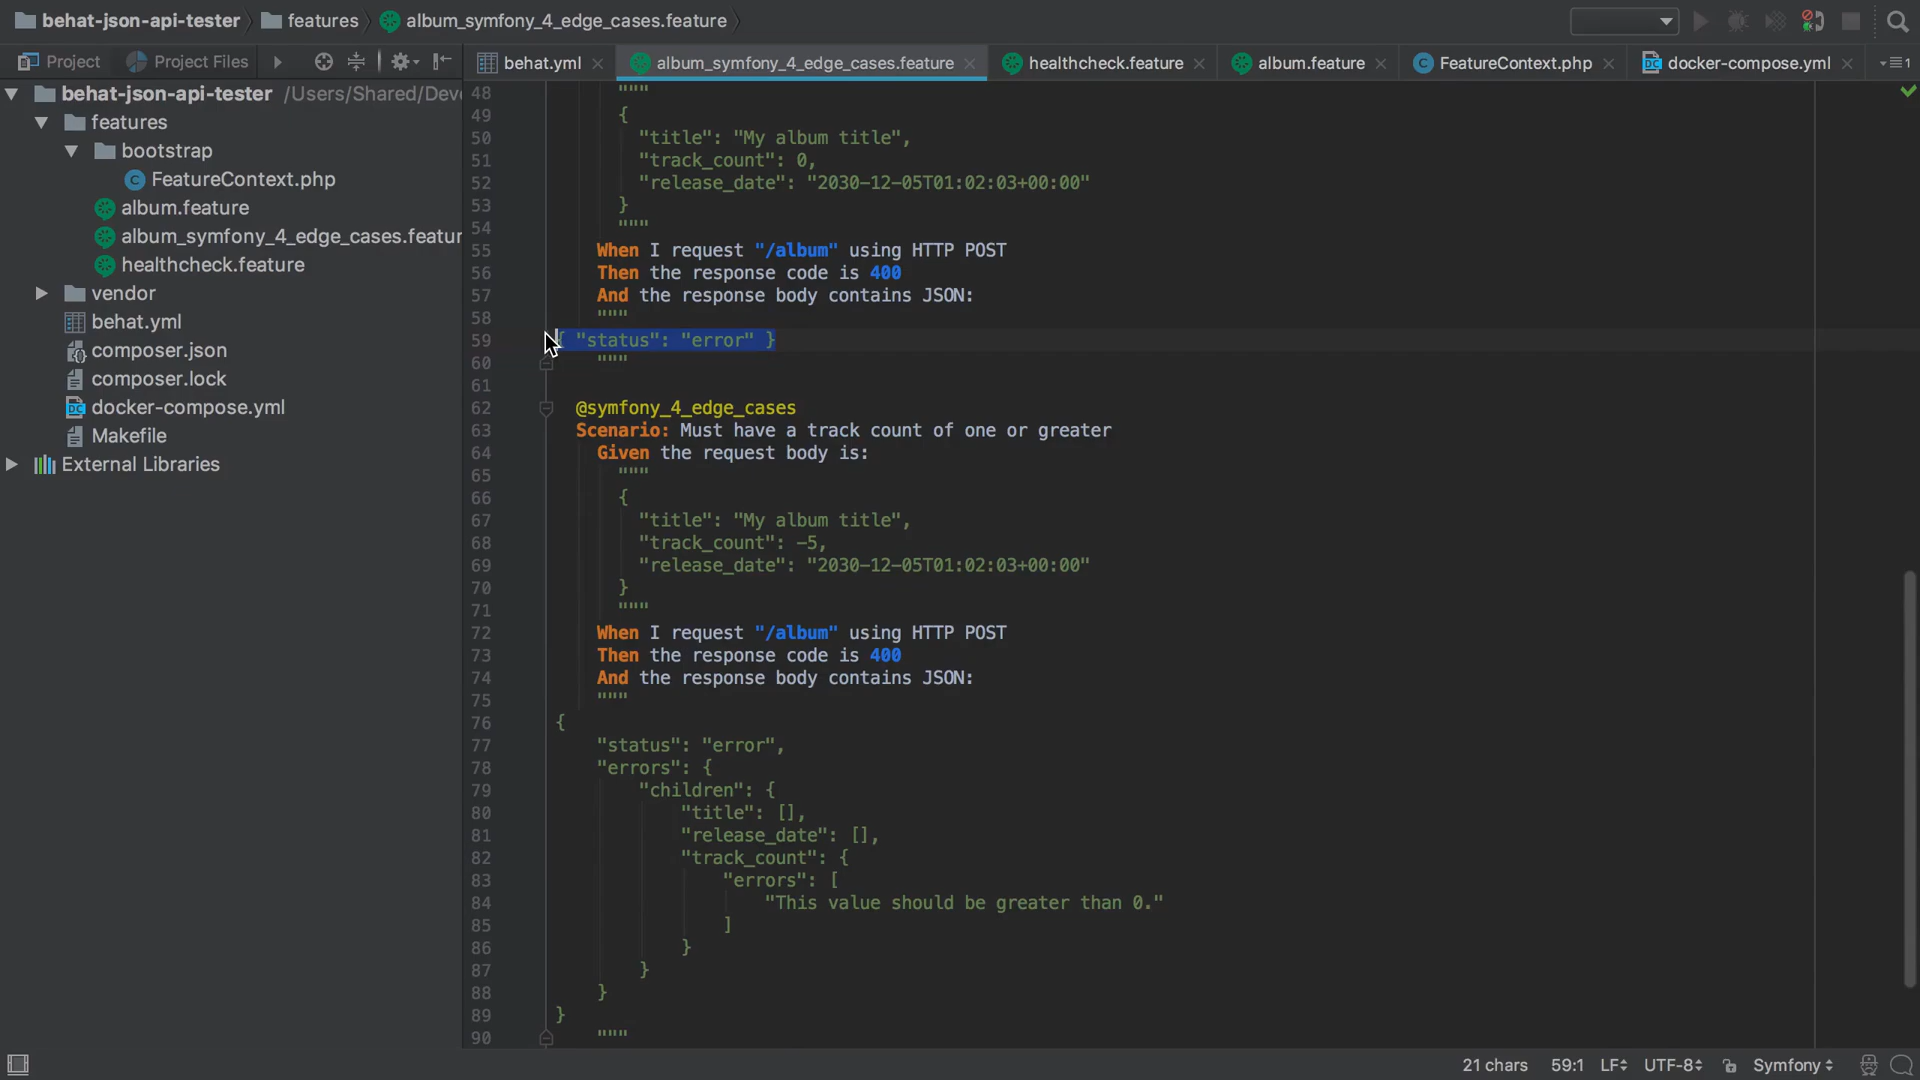 behat-json-api-tester features album_symfony_4_edge_cases.feature
Project Project Files behat.yml album_symfony_4_edge_cases.feature healthcheck.feature album.feature FeatureContext.php docker-compose.yml 1
behat-json-api-tester /Users/Shared/Deve
features
bootstrap
FeatureContext.php
album.feature
album_symfony_4_edge_cases.featur
healthcheck.feature
vendor
behat.yml
composer.json
composer.lock
docker-compose.yml
Makefile
External Libraries
48 """
49 {
50 "title": "My album title",
51 "track_count": 0,
52 "release_date": "2030-12-05T01:02:03+00:00"
53 }
54 """
55 When I request "/album" using HTTP POST
56 Then the response code is 400
57 And the response body contains JSON:
58 """
59 { "status": "error" }
60 """
61
62 @symfony_4_edge_cases
63 Scenario: Must have a track count of one or greater
64 Given the request body is:
65 """
66 {
67 "title": "My album title",
68 "track_count": -5,
69 "release_date": "2030-12-05T01:02:03+00:00"
70 }
71 """
72 When I request "/album" using HTTP POST
73 Then the response code is 400
74 And the response body contains JSON:
75 """
76 {
77 "status": "error",
78 "errors": {
79 "children": {
80 "title": [],
81 "release_date": [],
82 "track_count": {
83 "errors": [
84 "This value should be greater than 0."
85 ]
86 }
87 }
88 }
89 }
90 """
21 chars 59:1 LF UTF-8 Symfony